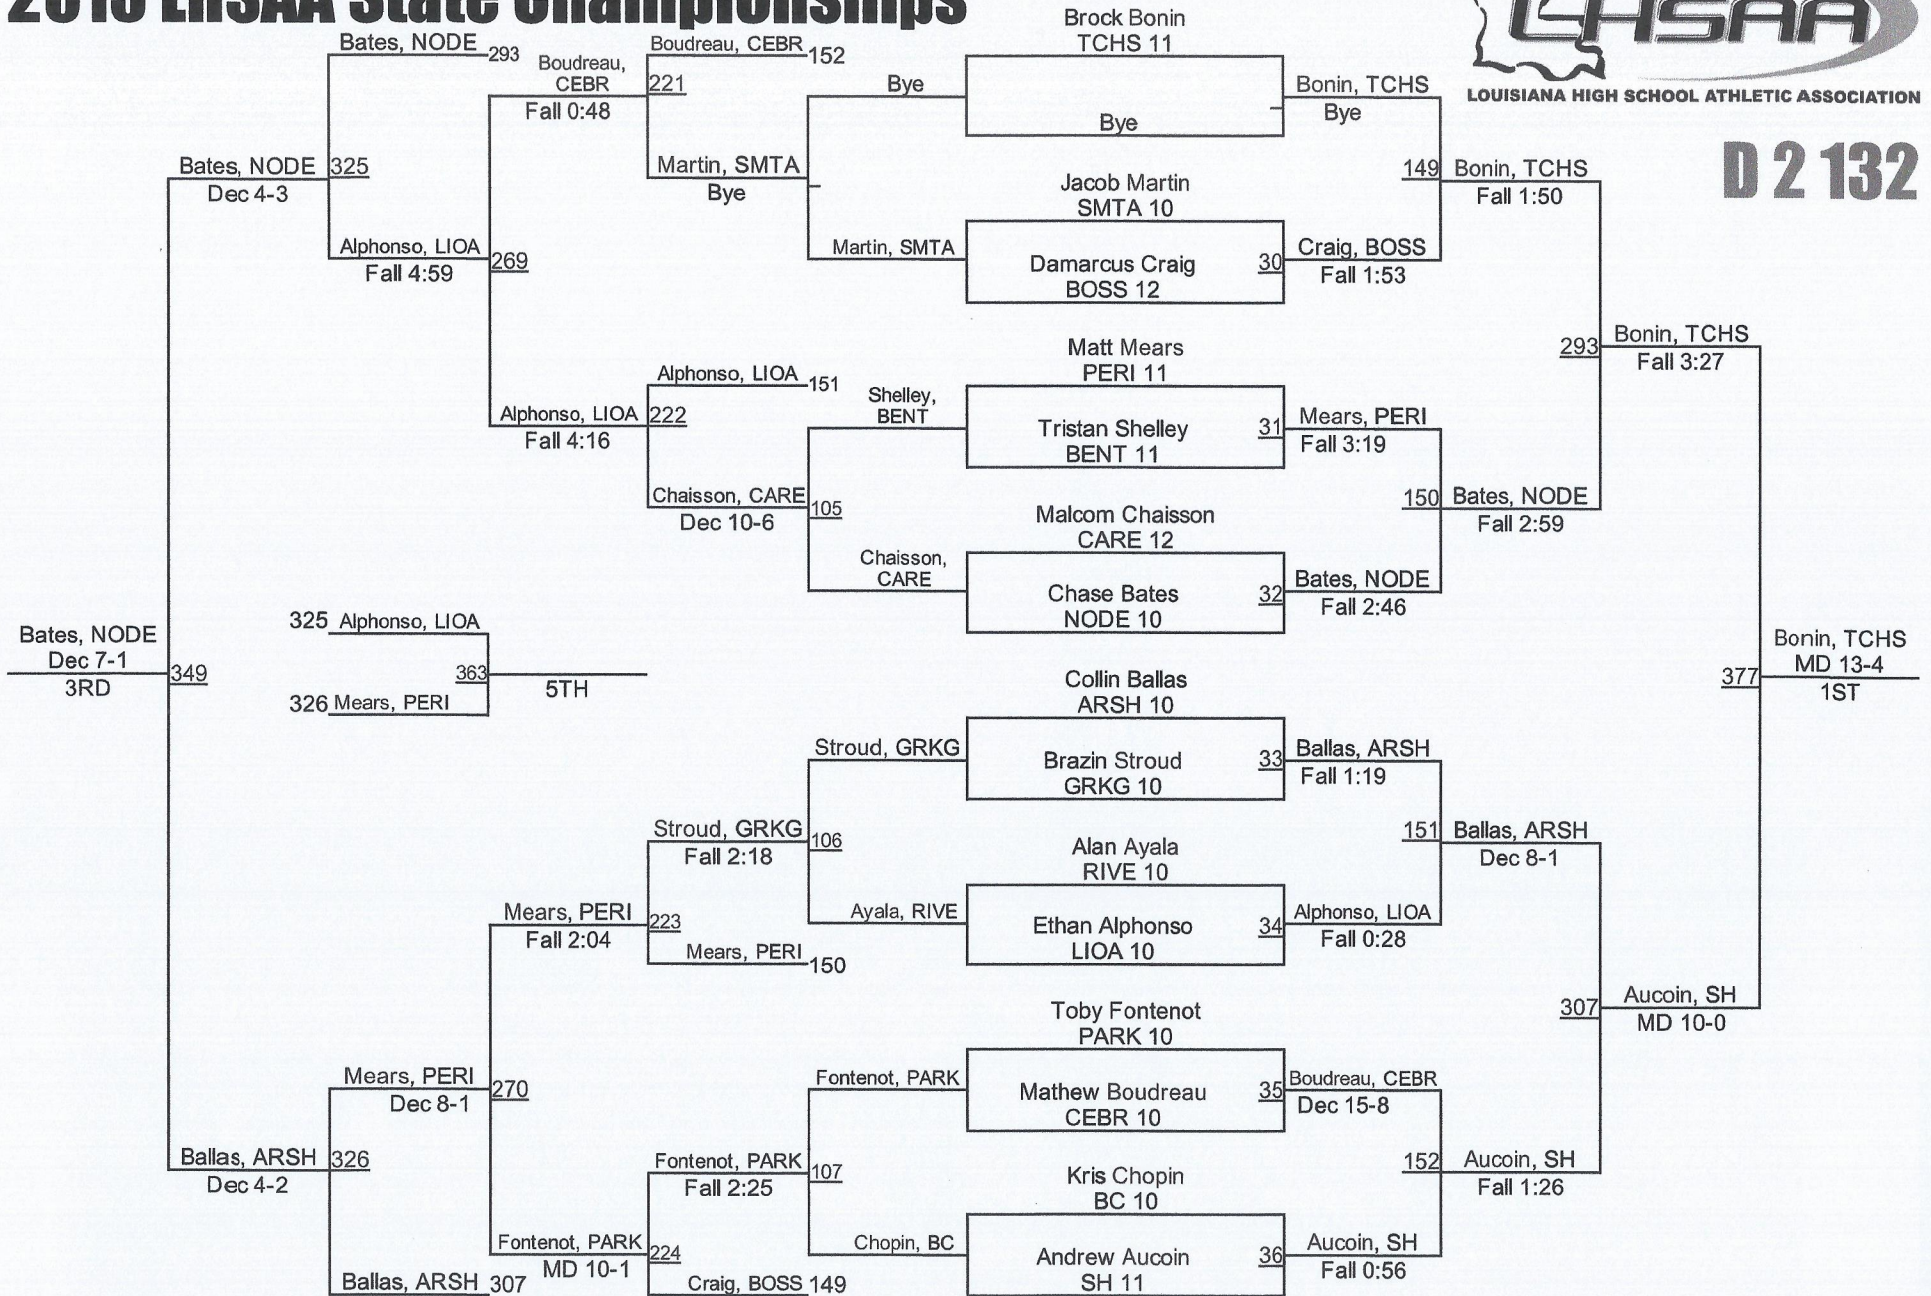 2016 LHSAA State Championships
LHSAA
LOUISIANA HIGH SCHOOL ATHLETIC ASSOCIATION
D 2 132
Bates, NODE 293
Boudreau,
CEBR 221
Fall 0:48
Boudreau, CEBR 152
Bates, NODE 325
Dec 4-3
Martin, SMTA
Bye
Alphonso, LIOA 269
Fall 4:59
Alphonso, LIOA 151
Alphonso, LIOA 222
Fall 4:16
Chaisson, CARE 105
Dec 10-6
Bates, NODE
Dec 7-1
349
3RD
325 Alphonso, LIOA
363
5TH
326 Mears, PERI
Stroud, GRKG 106
Fall 2:18
Mears, PERI 223
Fall 2:04
Mears, PERI 150
Mears, PERI 270
Dec 8-1
Ballas, ARSH 326
Dec 4-2
Fontenot, PARK 107
Fall 2:25
Fontenot, PARK 224
MD 10-1
Ballas, ARSH 307
Craig, BOSS 149
Bye
Martin, SMTA
Shelley,
BENT
Chaisson,
CARE
Stroud, GRKG
Ayala, RIVE
Fontenot, PARK
Chopin, BC
Brock Bonin
TCHS 11
Bye
Jacob Martin
SMTA 10
Damarcus Craig 30
BOSS 12
Matt Mears
PERI 11
Tristan Shelley 31
BENT 11
Malcom Chaisson
CARE 12
Chase Bates 32
NODE 10
Collin Ballas
ARSH 10
Brazin Stroud 33
GRKG 10
Alan Ayala
RIVE 10
Ethan Alphonso 34
LIOA 10
Toby Fontenot
PARK 10
Mathew Boudreau 35
CEBR 10
Kris Chopin
BC 10
Andrew Aucoin 36
SH 11
Bonin, TCHS
Bye
Craig, BOSS
Fall 1:53
Mears, PERI
Fall 3:19
Bates, NODE
Fall 2:46
Ballas, ARSH
Fall 1:19
Alphonso, LIOA
Fall 0:28
Boudreau, CEBR
Dec 15-8
Aucoin, SH
Fall 0:56
149 Bonin, TCHS
Fall 1:50
150 Bates, NODE
Fall 2:59
151 Ballas, ARSH
Dec 8-1
152 Aucoin, SH
Fall 1:26
293 Bonin, TCHS
Fall 3:27
307 Aucoin, SH
MD 10-0
Bonin, TCHS
377 MD 13-4
1ST